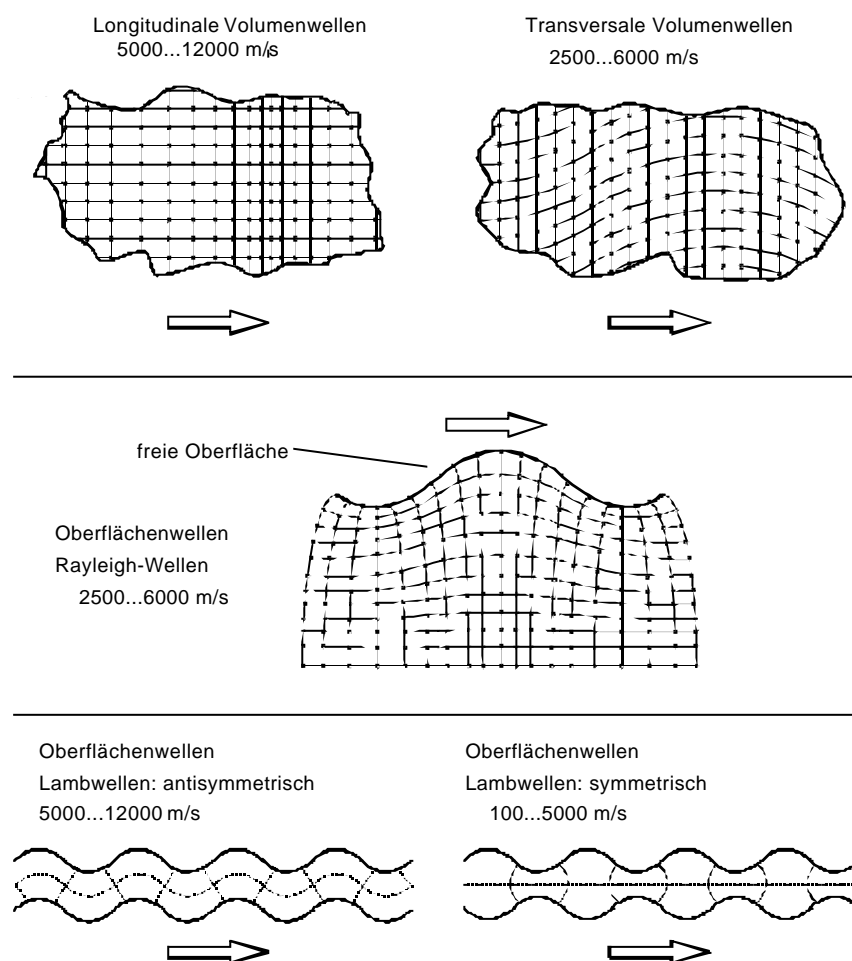 Longitudinale Volumenwellen
5000...12000 m/s
Transversale Volumenwellen
2500...6000 m/s
freie Oberfläche
Oberflächenwellen
Rayleigh-Wellen
2500...6000 m/s
Oberflächenwellen
Lambwellen: antisymmetrisch
5000...12000 m/s
Oberflächenwellen
Lambwellen: symmetrisch
100...5000 m/s